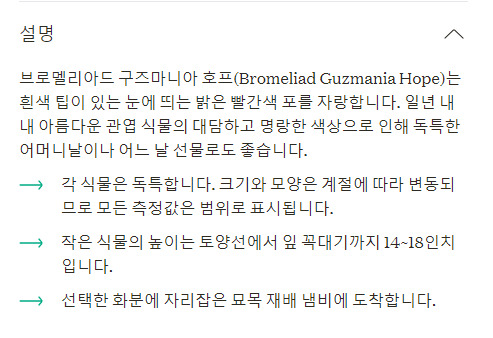 설명
브로멜리아드 구즈마니아 호프(Bromeliad Guzmania Hope)는
흰색 팁이 있는 눈에 띄는 밝은 빨간색 포를 자랑합니다. 일년 내
내 아름다운 관엽 식물의 대담하고 명랑한 색상으로 인해 독특한
어머니날이나 어느 날 선물로도 좋습니다.
각 식물은 독특합니다. 크기와 모양은 계절에 따라 변동되
므로 모든 측정값은 범위로 표시됩니다.
작은 식물의 높이는 토양선에서 잎 꼭대기까지 14~18인치
입니다.
선택한 화분에 자리잡은 묘목 재배 냄비에 도착합니다.